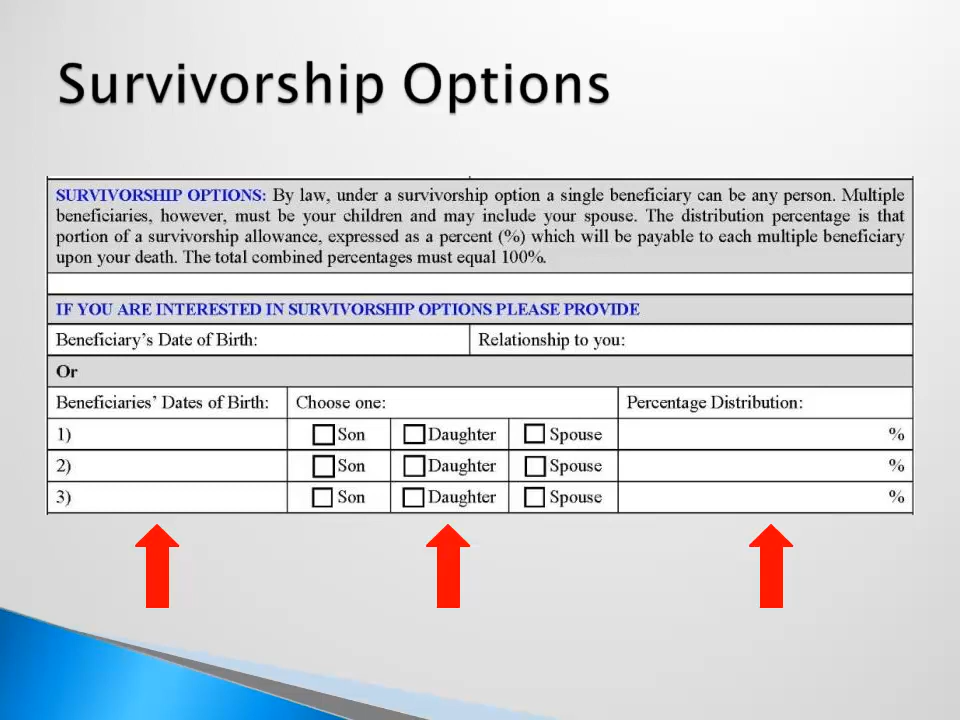 Survivorship Options
SURVIVORSHIP OPTIONS: By law, under a survivorship option a single beneficiary can be any person. Multiple
beneficiaries, however, must be your children and may include your spouse. The distribution percentage is that
portion of a survivorship allowance, expressed as a percent (%) which will be payable to each multiple beneficiary
upon your death. The total combined percentages must equal 100%.
IF YOU ARE INTERESTED IN SURVIVORSHIP OPTIONS PLEASE PROVIDE
Beneficiary's Date of Birth: Relationship to you:
Or
Beneficiaries' Dates of Birth: Choose one: Percentage Distribution:
1) Son Daughter Spouse %
2) Son Daughter Spouse %
3) Son Daughter Spouse %